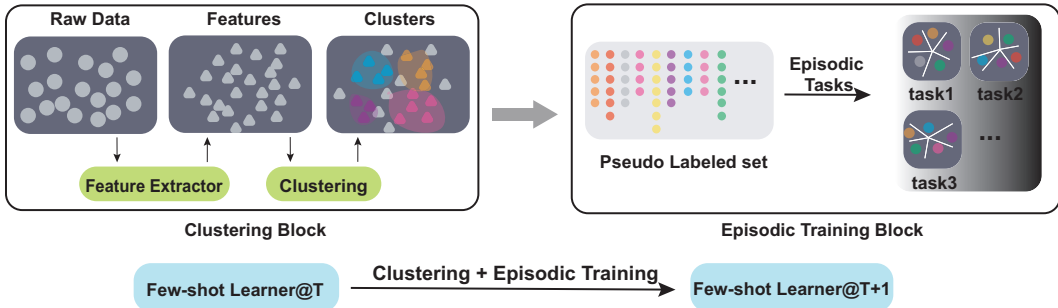 Raw Data
Features
Clusters
Feature Extractor
Clustering
Clustering Block
Pseudo Labeled set
...
Episodic
Tasks
task1
task2
task3
...
Episodic Training Block
Few-shot Learner@T
Clustering + Episodic Training
Few-shot Learner@T+1